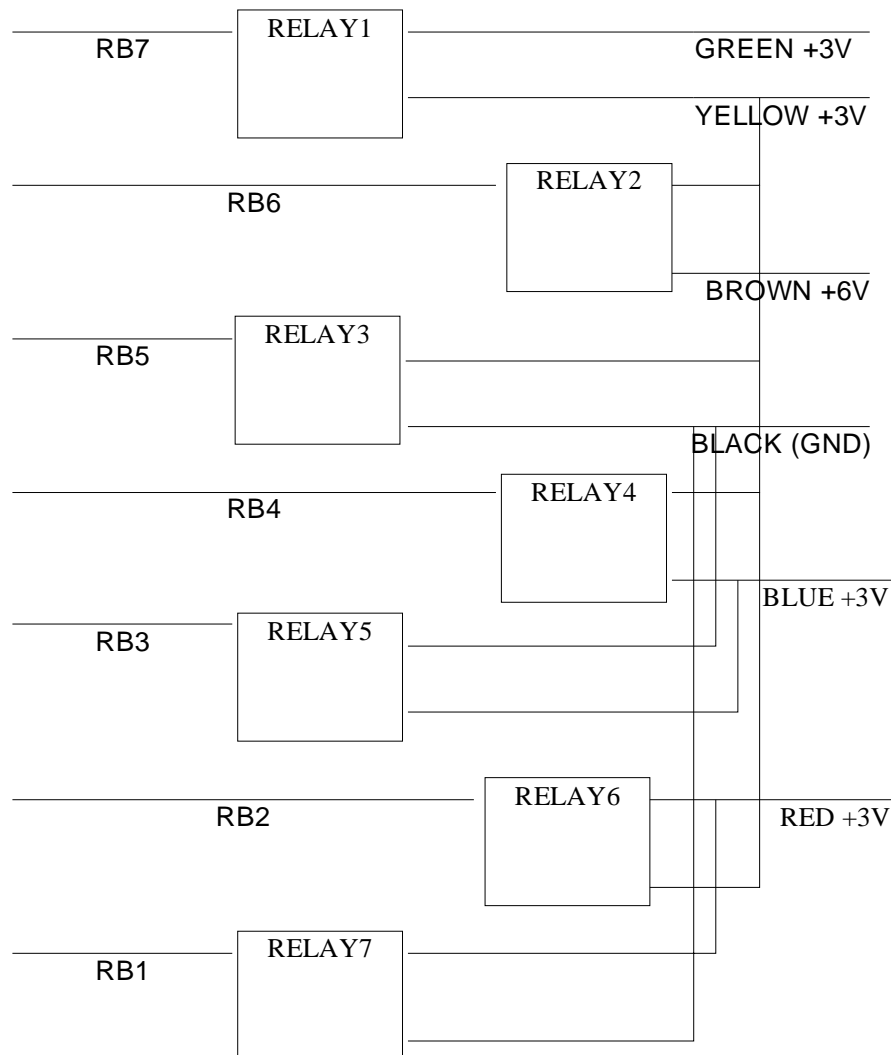 RELAY1
RB7
GREEN +3V
YELLOW +3V
RELAY2
RB6
BROWN +6V
RELAY3
RB5
BLACK (GND)
RELAY4
RB4
BLUE +3V
RELAY5
RB3
RELAY6
RB2
RED +3V
RELAY7
RB1